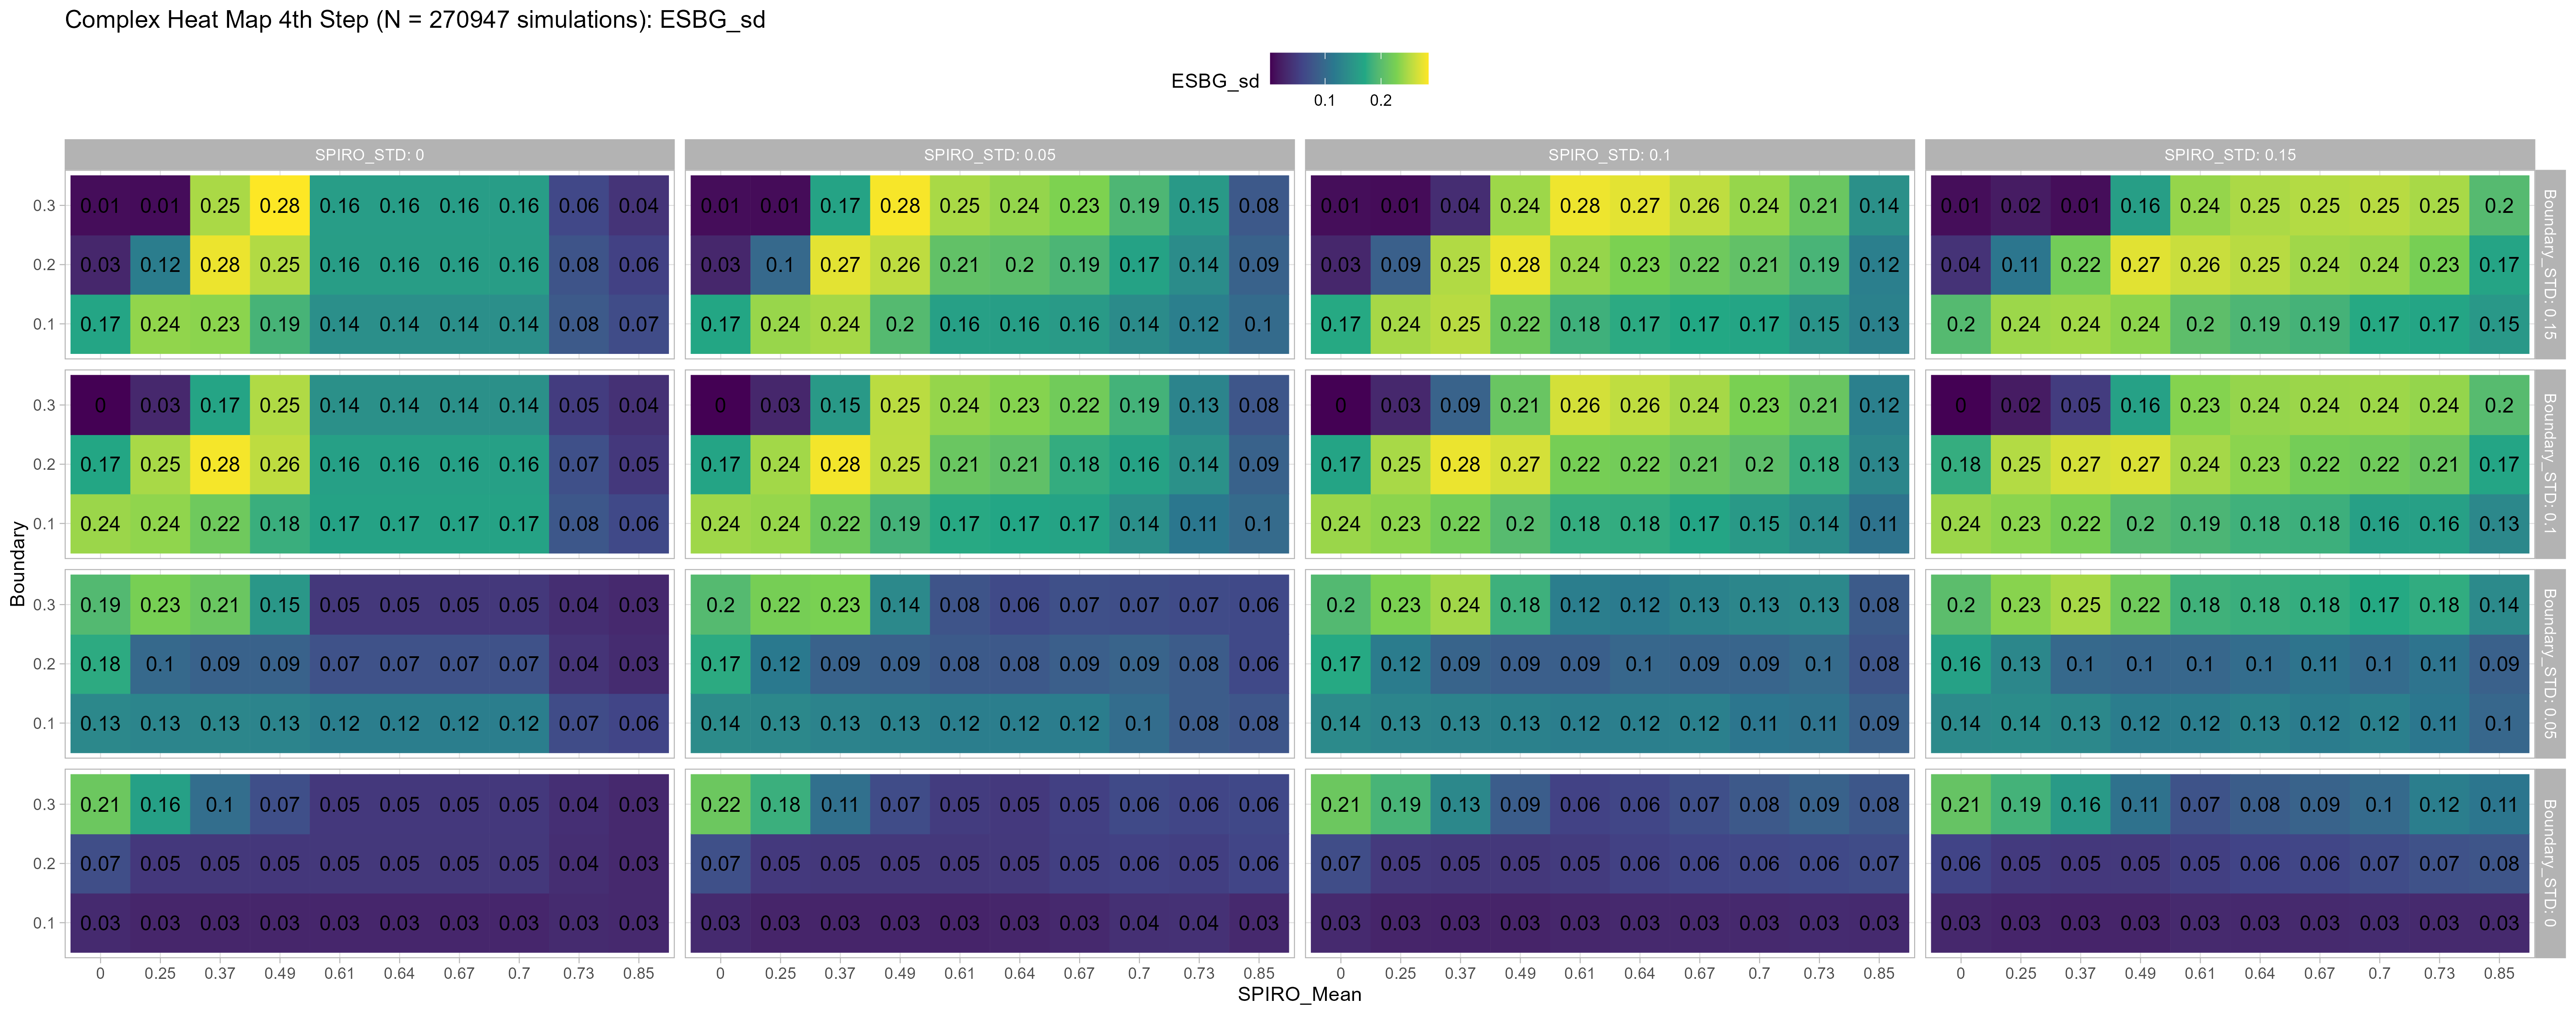 Complex Heat Map 4th Step (N = 270947 simulations): ESBG_sd
ESBG_sd
0.1 0.2
SPIRO_STD: 0 SPIRO_STD: 0.05 SPIRO_STD: 0.1 SPIRO_STD: 0.15
0.3 0.01 0.01 0.25 0.28 0.16 0.16 0.16 0.16 0.06 0.04 0.01 0.01 0.17 0.28 0.25 0.24 0.23 0.19 0.15 0.08 0.01 0.01 0.04 0.24 0.28 0.27 0.26 0.24 0.21 0.14 0.01 0.02 0.01 0.16 0.24 0.25 0.25 0.25 0.25 0.2
0.2 0.03 0.12 0.28 0.25 0.16 0.16 0.16 0.16 0.08 0.06 0.03 0.1 0.27 0.26 0.21 0.2 0.19 0.17 0.14 0.09 0.03 0.09 0.25 0.28 0.24 0.23 0.22 0.21 0.19 0.12 0.04 0.11 0.22 0.27 0.26 0.25 0.24 0.24 0.23 0.17
0.1 0.17 0.24 0.23 0.19 0.14 0.14 0.14 0.14 0.08 0.07 0.17 0.24 0.24 0.2 0.16 0.16 0.16 0.14 0.12 0.1 0.17 0.24 0.25 0.22 0.18 0.17 0.17 0.17 0.15 0.13 0.2 0.24 0.24 0.24 0.2 0.19 0.19 0.17 0.17 0.15
Boundary_STD: 0.15
0.3 0 0.03 0.17 0.25 0.14 0.14 0.14 0.14 0.05 0.04 0 0.03 0.15 0.25 0.24 0.23 0.22 0.19 0.13 0.08 0 0.03 0.09 0.21 0.26 0.26 0.24 0.23 0.21 0.12 0 0.02 0.05 0.16 0.23 0.24 0.24 0.24 0.24 0.2
0.2 0.17 0.25 0.28 0.26 0.16 0.16 0.16 0.16 0.07 0.05 0.17 0.24 0.28 0.25 0.21 0.21 0.18 0.16 0.14 0.09 0.17 0.25 0.28 0.27 0.22 0.22 0.21 0.2 0.18 0.13 0.18 0.25 0.27 0.27 0.24 0.23 0.22 0.22 0.21 0.17
0.1 0.24 0.24 0.22 0.18 0.17 0.17 0.17 0.17 0.08 0.06 0.24 0.24 0.22 0.19 0.17 0.17 0.17 0.14 0.11 0.1 0.24 0.23 0.22 0.2 0.18 0.18 0.17 0.15 0.14 0.11 0.24 0.23 0.22 0.2 0.19 0.18 0.18 0.16 0.16 0.13
Boundary_STD: 0.1
Boundary
0.3 0.19 0.23 0.21 0.15 0.05 0.05 0.05 0.05 0.04 0.03 0.2 0.22 0.23 0.14 0.08 0.06 0.07 0.07 0.07 0.06 0.2 0.23 0.24 0.18 0.12 0.12 0.13 0.13 0.13 0.08 0.2 0.23 0.25 0.22 0.18 0.18 0.18 0.17 0.18 0.14
0.2 0.18 0.1 0.09 0.09 0.07 0.07 0.07 0.07 0.04 0.03 0.17 0.12 0.09 0.09 0.08 0.08 0.09 0.09 0.08 0.06 0.17 0.12 0.09 0.09 0.09 0.1 0.09 0.09 0.1 0.08 0.16 0.13 0.1 0.1 0.1 0.1 0.11 0.1 0.11 0.09
0.1 0.13 0.13 0.13 0.13 0.12 0.12 0.12 0.12 0.07 0.06 0.14 0.13 0.13 0.13 0.12 0.12 0.12 0.1 0.08 0.08 0.14 0.13 0.13 0.13 0.12 0.12 0.12 0.11 0.11 0.09 0.14 0.14 0.13 0.12 0.12 0.13 0.12 0.12 0.11 0.1
Boundary_STD: 0.05
0.3 0.21 0.16 0.1 0.07 0.05 0.05 0.05 0.05 0.04 0.03 0.22 0.18 0.11 0.07 0.05 0.05 0.05 0.06 0.06 0.06 0.21 0.19 0.13 0.09 0.06 0.06 0.07 0.08 0.09 0.08 0.21 0.19 0.16 0.11 0.07 0.08 0.09 0.1 0.12 0.11
0.2 0.07 0.05 0.05 0.05 0.05 0.05 0.05 0.05 0.04 0.03 0.07 0.05 0.05 0.05 0.05 0.05 0.05 0.06 0.05 0.06 0.07 0.05 0.05 0.05 0.05 0.06 0.06 0.06 0.06 0.07 0.06 0.05 0.05 0.05 0.05 0.06 0.06 0.07 0.07 0.08
0.1 0.03 0.03 0.03 0.03 0.03 0.03 0.03 0.03 0.03 0.03 0.03 0.03 0.03 0.03 0.03 0.03 0.03 0.04 0.04 0.03 0.03 0.03 0.03 0.03 0.03 0.03 0.03 0.03 0.03 0.03 0.03 0.03 0.03 0.03 0.03 0.03 0.03 0.03 0.03 0.03
Boundary_STD: 0
0 0.25 0.37 0.49 0.61 0.64 0.67 0.7 0.73 0.85 0 0.25 0.37 0.49 0.61 0.64 0.67 0.7 0.73 0.85 0 0.25 0.37 0.49 0.61 0.64 0.67 0.7 0.73 0.85 0 0.25 0.37 0.49 0.61 0.64 0.67 0.7 0.73 0.85
SPIRO_Mean